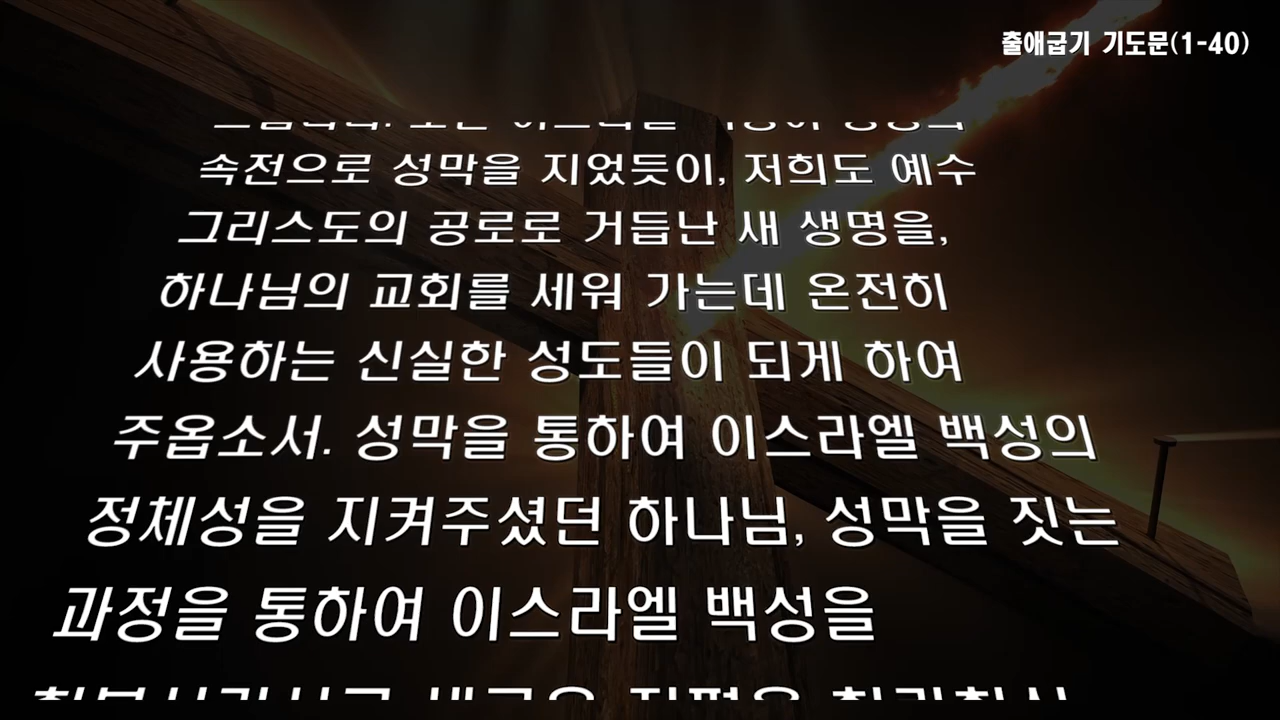 출애굽기 기도문(1-40)
속전으로 성막을 지었듯이, 저희도 예수
그리스도의 공로로 거듭난 새 생명을,
하나님의 교회를 세워 가는데 온전히
사용하는 신실한 성도들이 되게 하여
주옵소서. 성막을 통하여 이스라엘 백성의
정체성을 지켜주셨던 하나님, 성막을 짓는
과정을 통하여 이스라엘 백성을